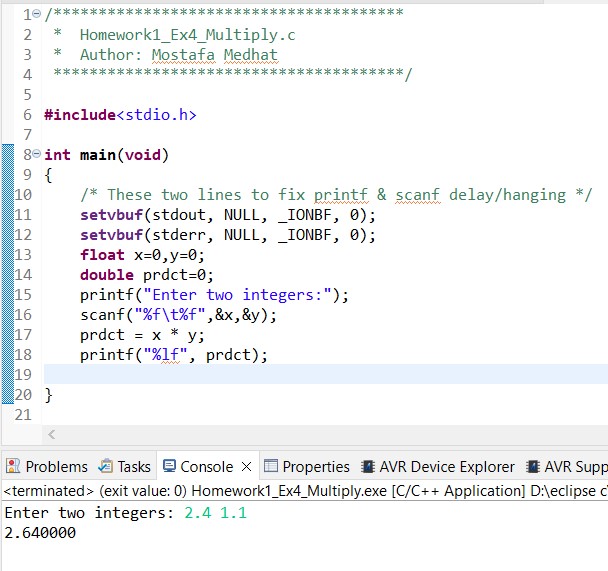 1 /***************************************
2  *  Homework1_Ex4_Multiply.c
3  *  Author: Mostafa Medhat
4  ***************************************/
5
6 #include<stdio.h>
7
8 int main(void)
9 {
10     /* These two lines to fix printf & scanf delay/hanging */
11     setvbuf(stdout, NULL, _IONBF, 0);
12     setvbuf(stderr, NULL, _IONBF, 0);
13     float x=0,y=0;
14     double prdct=0;
15     printf("Enter two integers:");
16     scanf("%f\t%f",&x,&y);
17     prdct = x * y;
18     printf("%lf", prdct);
19
20 }
21
Problems Tasks Console Properties AVR Device Explorer AVR Supp
<terminated> (exit value: 0) Homework1_Ex4_Multiply.exe [C/C++ Application] D:\eclipse c\
Enter two integers: 2.4 1.1
2.640000